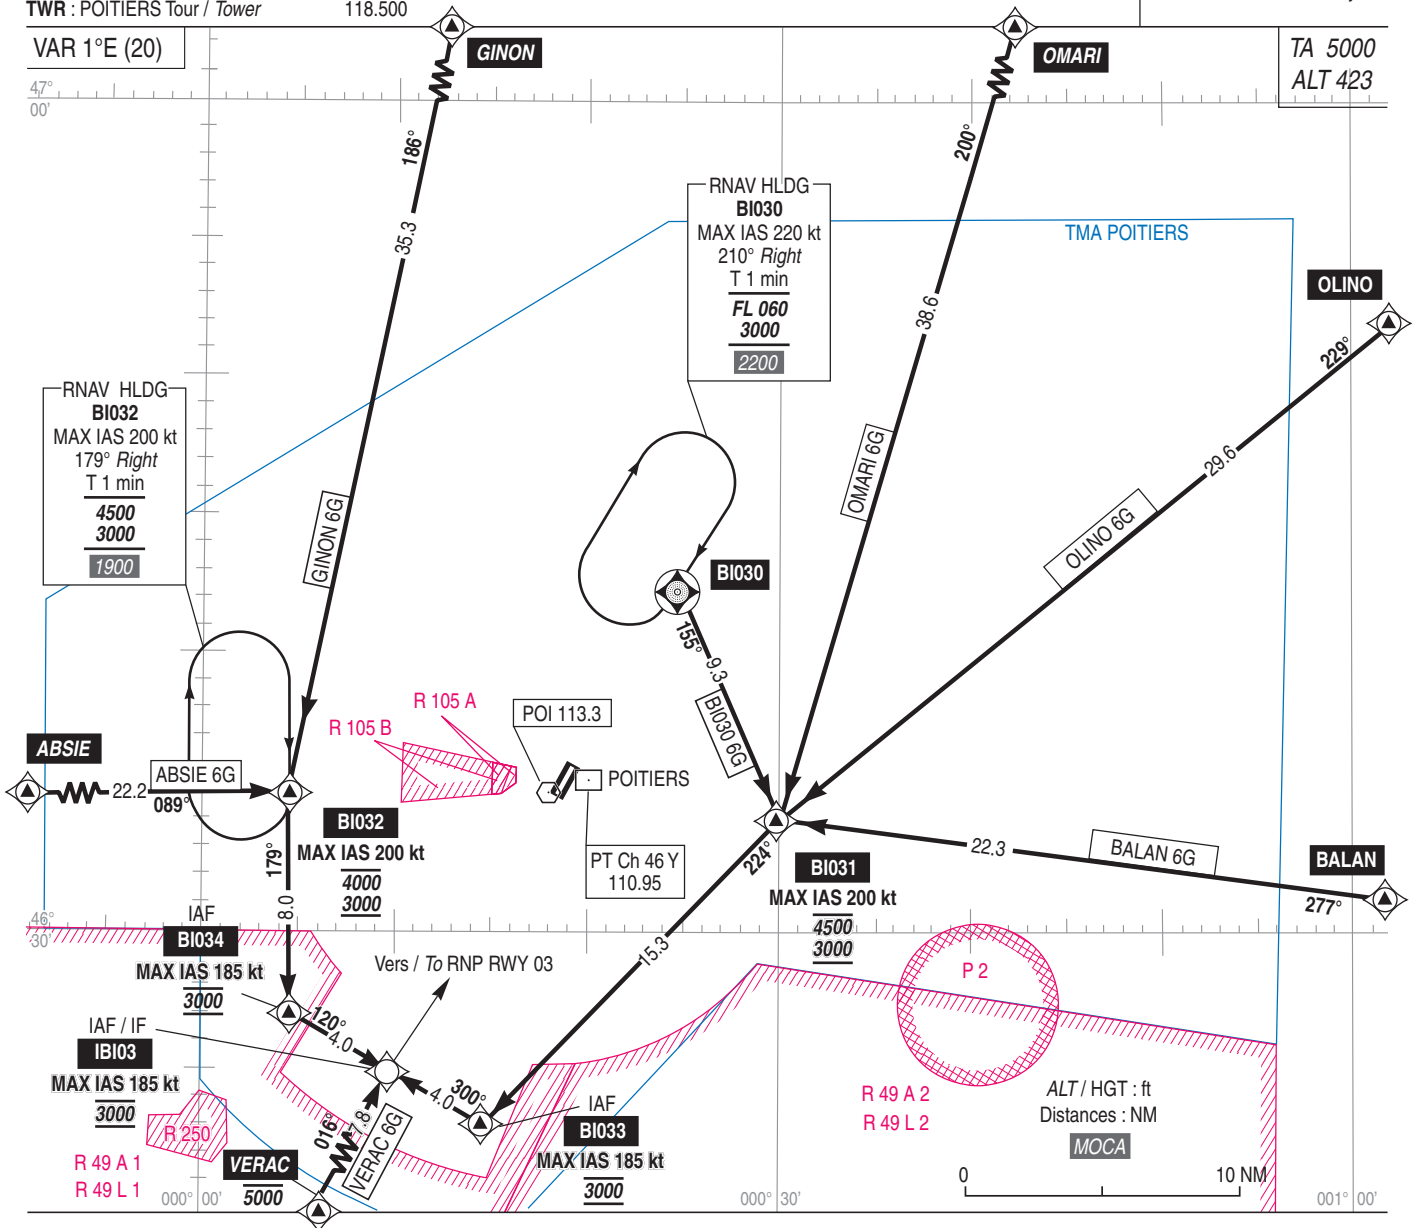 TWR : POITIERS Tour / Tower 118.500
VAR 1°E (20)
GINON
OMARI
TA 5000
ALT 423
47°
00'
186°
200°
35.3
RNAV HLDG
BI030
MAX IAS 220 kt
210° Right
T 1 min
FL 060
3000
2200
TMA POITIERS
OLINO
229°
38.6
RNAV HLDG
BI032
MAX IAS 200 kt
179° Right
T 1 min
4500
3000
1900
GINON 6G
OMARI 6G
29.6
OLINO 6G
BI030
155°
9.3
BI030 6G
R 105 A
R 105 B
POI 113.3
POITIERS
ABSIE
ABSIE 6G
22.2
089°
BI032
MAX IAS 200 kt
4000
3000
PT Ch 46 Y
110.95
224°
BI031
MAX IAS 200 kt
4500
3000
22.3
BALAN 6G
BALAN
277°
179°
8.0
46°
30'
IAF
BI034
MAX IAS 185 kt
3000
15.3
Vers / To RNP RWY 03
P 2
120°
4.0
IAF / IF
IBI03
MAX IAS 185 kt
3000
300°
4.0
IAF
BI033
MAX IAS 185 kt
3000
R 49 A 2
R 49 L 2
ALT / HGT : ft
Distances : NM
MOCA
016°
7.8
VERAC 6G
R 250
R 49 A 1
R 49 L 1
VERAC
5000
0 10 NM
000° 00'
000° 30'
001° 00'